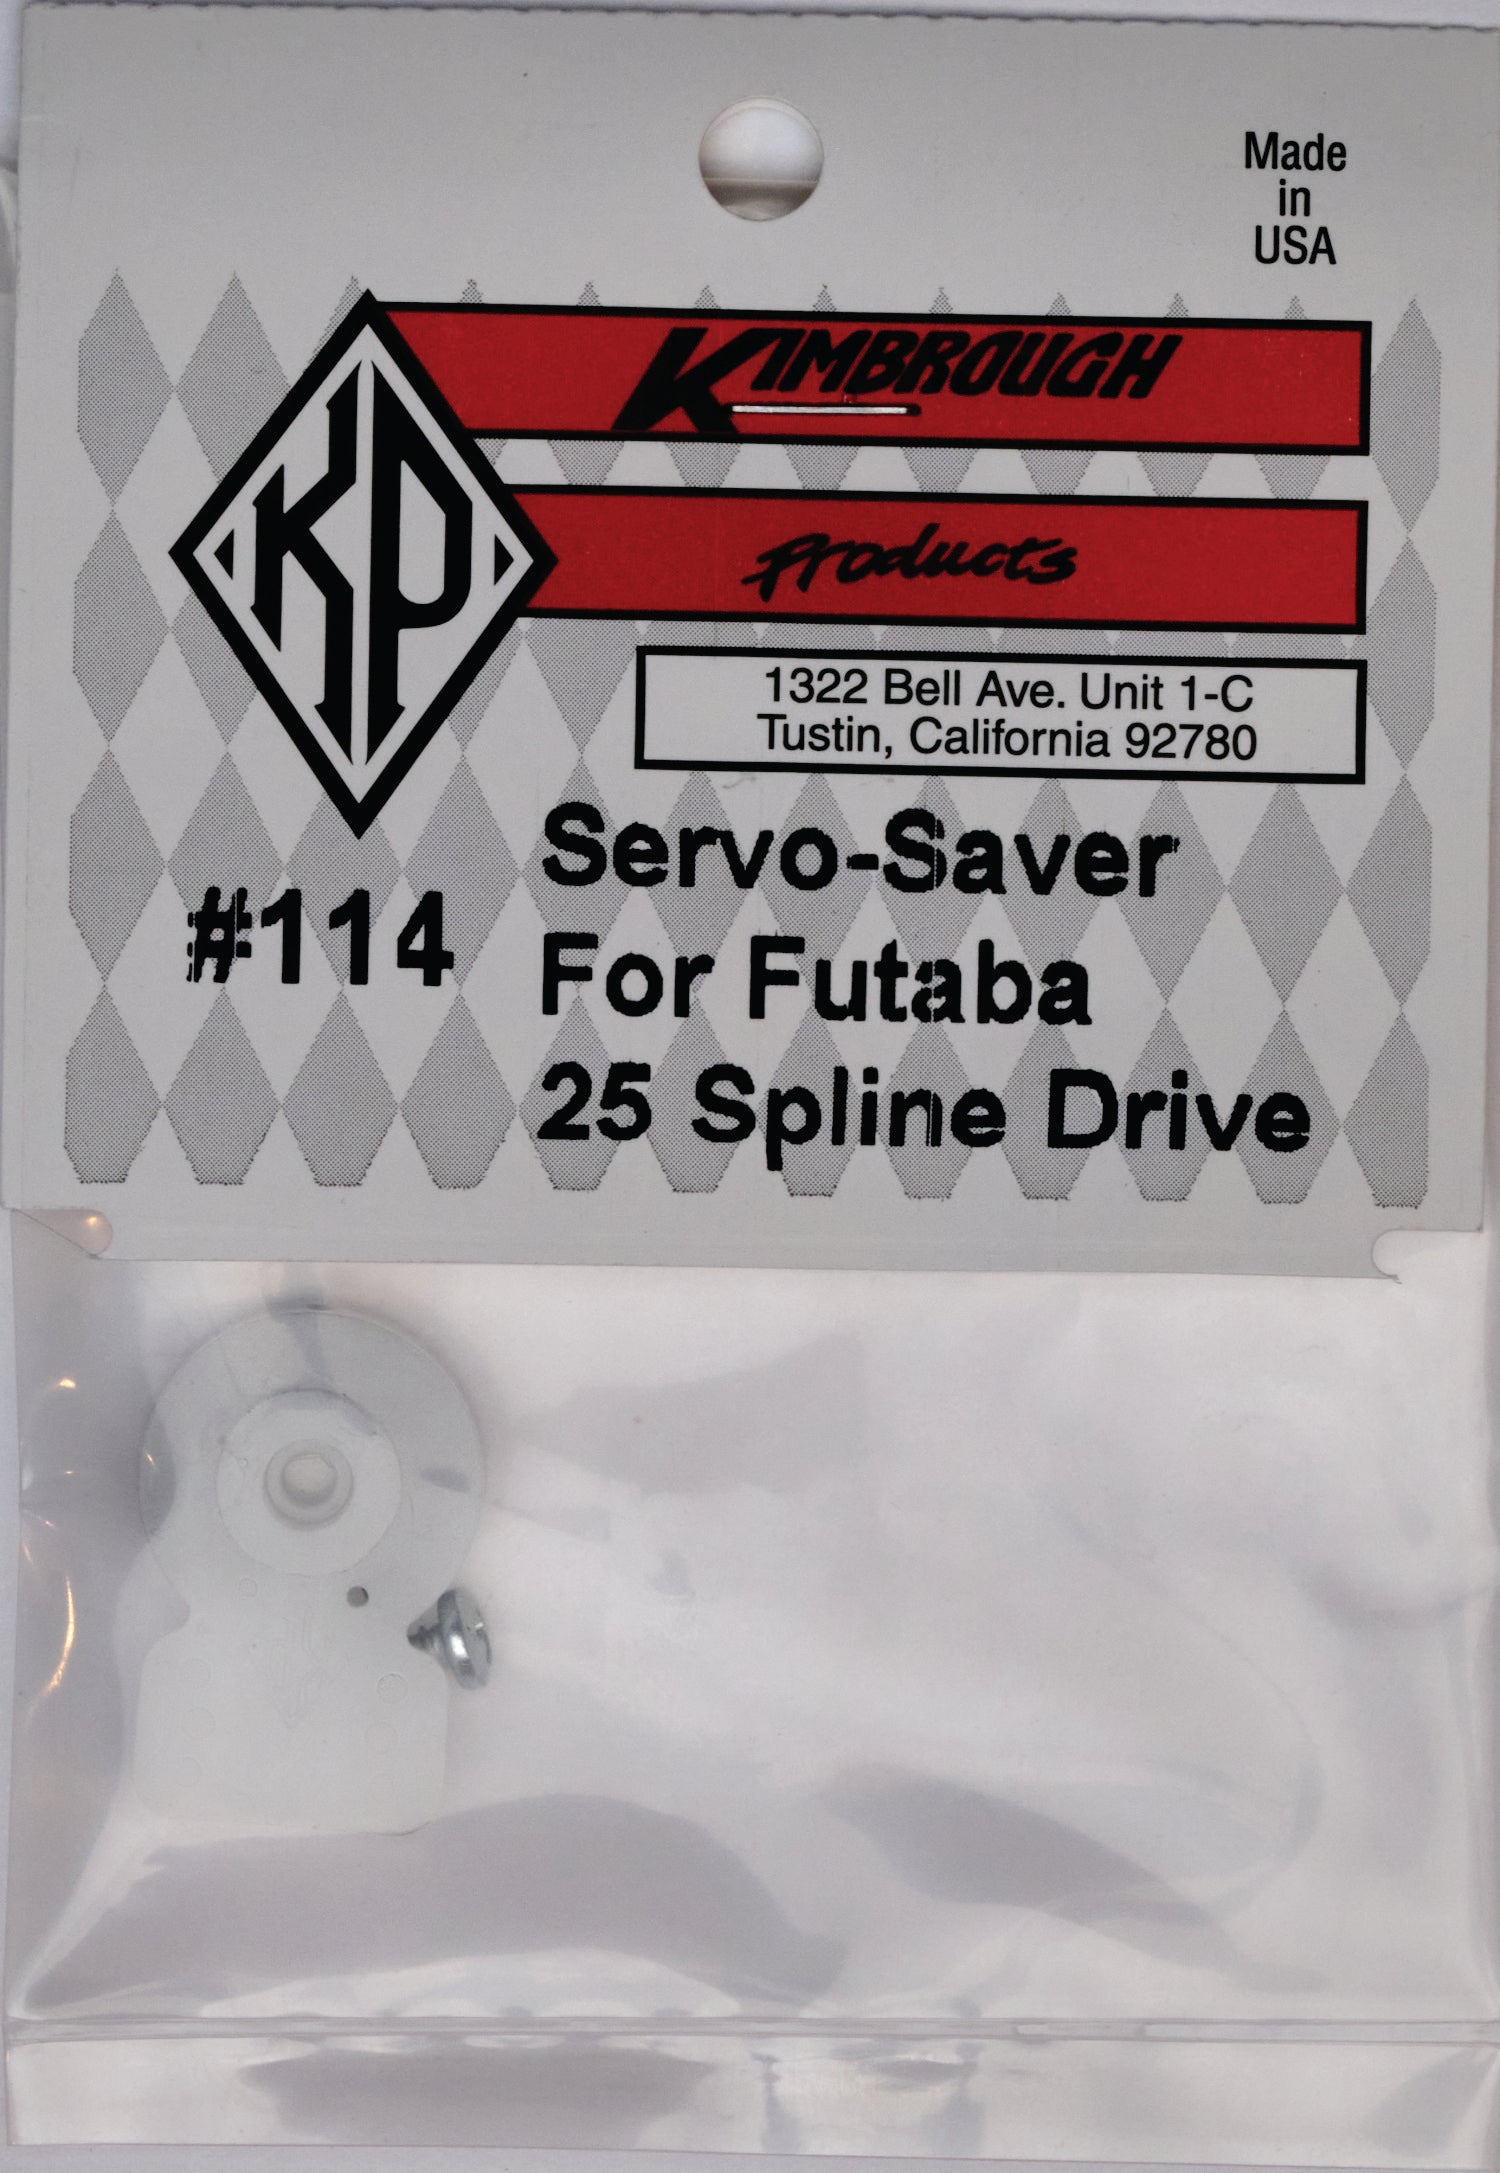 Made
in
USA
KIMBROUGH
KP
Products
1322 Bell Ave. Unit 1-C
Tustin, California 92780
#114
Servo-Saver
For Futaba
25 Spline Drive